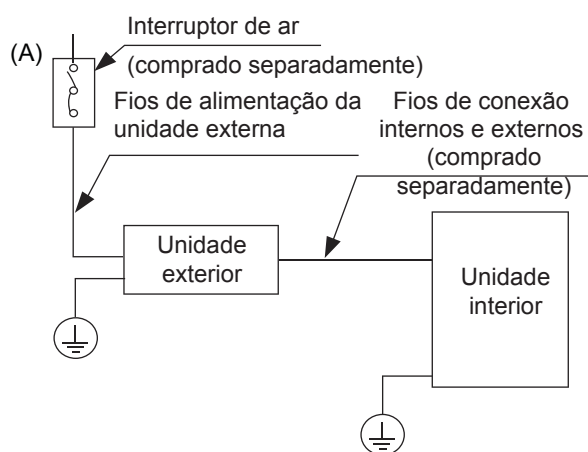 (A)
Interruptor de ar
(comprado separadamente)
Fios de alimentação da
unidade externa
Fios de conexão
internos e externos
(comprado
separadamente)
Unidade
exterior
Unidade
interior